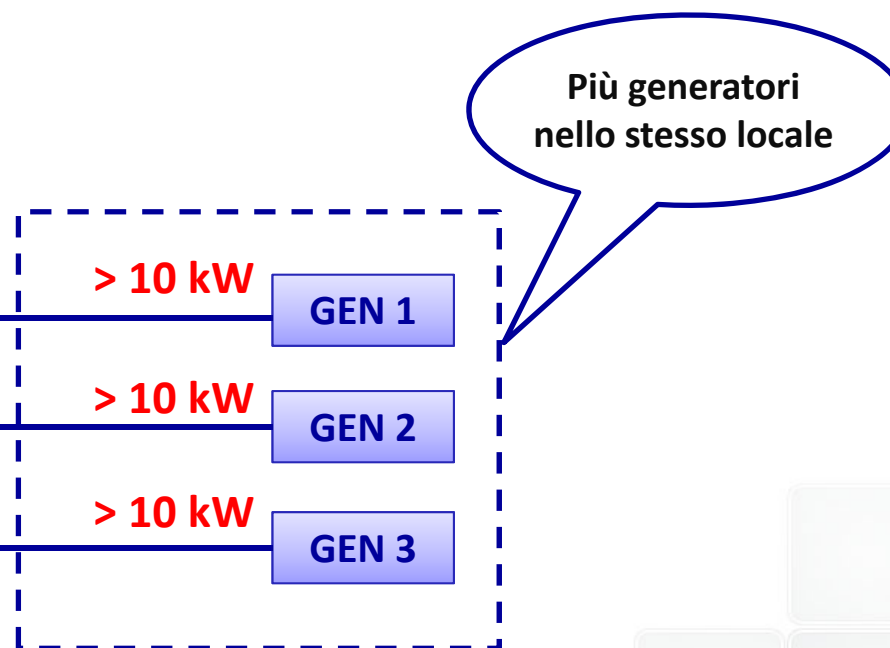 Più generatori
nello stesso locale
> 10 kW
GEN 1
> 10 kW
GEN 2
> 10 kW
GEN 3